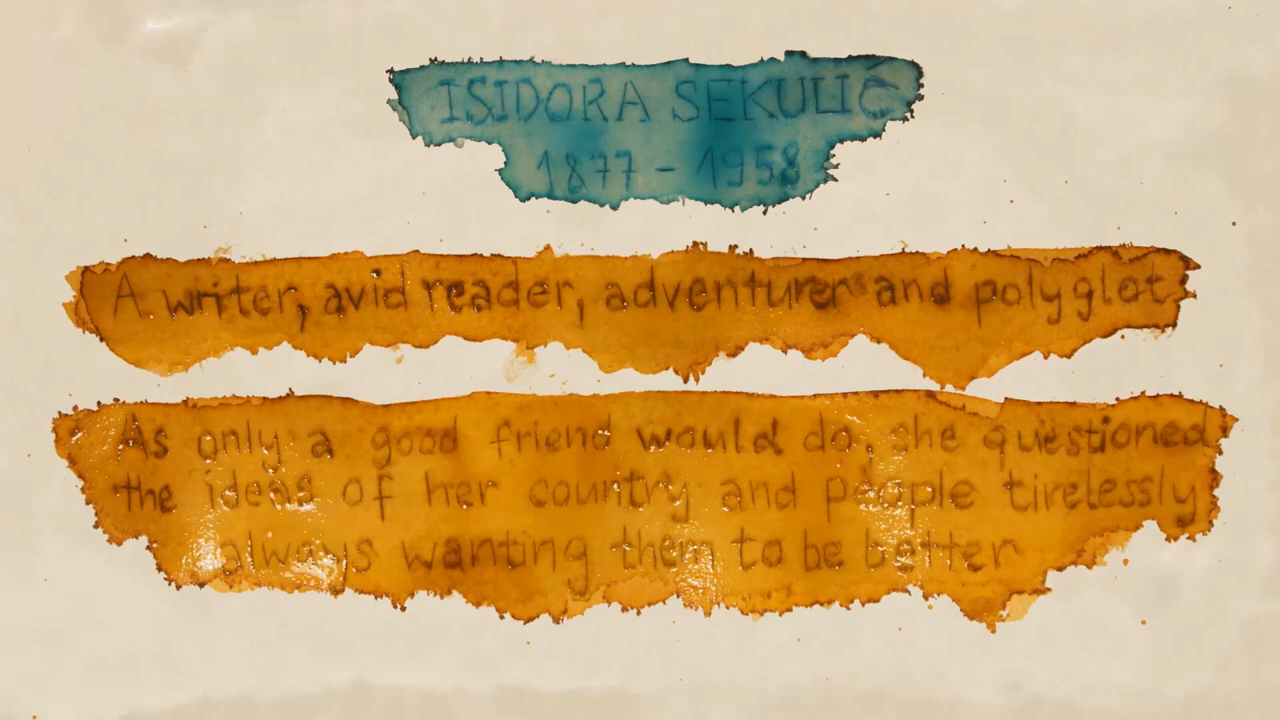 ISIDORA SEKULIĆ
1877 - 1958
A writer, avid reader, adventurer and polyglot
As only a good friend would do, she questioned
the ideas of her country and people tirelessly
always wanting them to be better